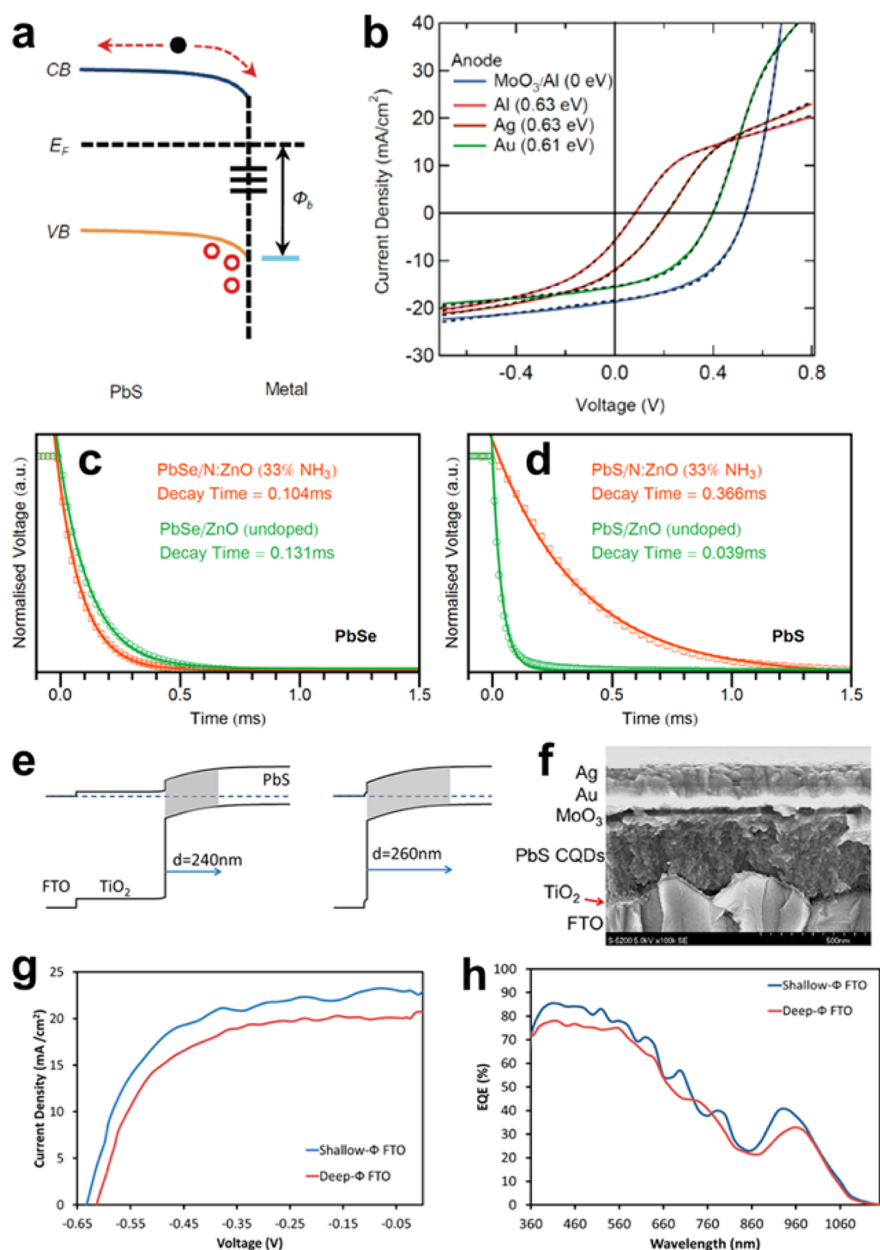 a
CB
E_F
VB
Φ_b
PbS
Metal
b
40
30
20
10
0
-10
-20
-30
Current Density (mA/cm²)
Anode
MoO₃/Al (0 eV)
Al (0.63 eV)
Ag (0.63 eV)
Au (0.61 eV)
-0.4
0.0
0.4
0.8
Voltage (V)
c
Normalised Voltage (a.u.)
PbSe/N:ZnO (33% NH₃)
Decay Time = 0.104ms
PbSe/ZnO (undoped)
Decay Time = 0.131ms
PbSe
0.0
0.5
1.0
1.5
Time (ms)
d
Normalised Voltage (a.u.)
PbS/N:ZnO (33% NH₃)
Decay Time = 0.366ms
PbS/ZnO (undoped)
Decay Time = 0.039ms
PbS
0.0
0.5
1.0
1.5
Time (ms)
e
PbS
d=240nm
FTO
TiO₂
d=260nm
f
Ag
Au
MoO₃
PbS CQDs
TiO₂
FTO
S-5200 5.0kV x100k SE
500nm
g
25
20
15
10
5
0
Current Density (mA /cm²)
Shallow-Φ FTO
Deep-Φ FTO
-0.65
-0.55
-0.45
-0.35
-0.25
-0.15
-0.05
Voltage (V)
h
100
90
80
70
60
50
40
30
20
10
0
EQE (%)
Shallow-Φ FTO
Deep-Φ FTO
360
460
560
660
760
860
960
1060
Wavelength (nm)